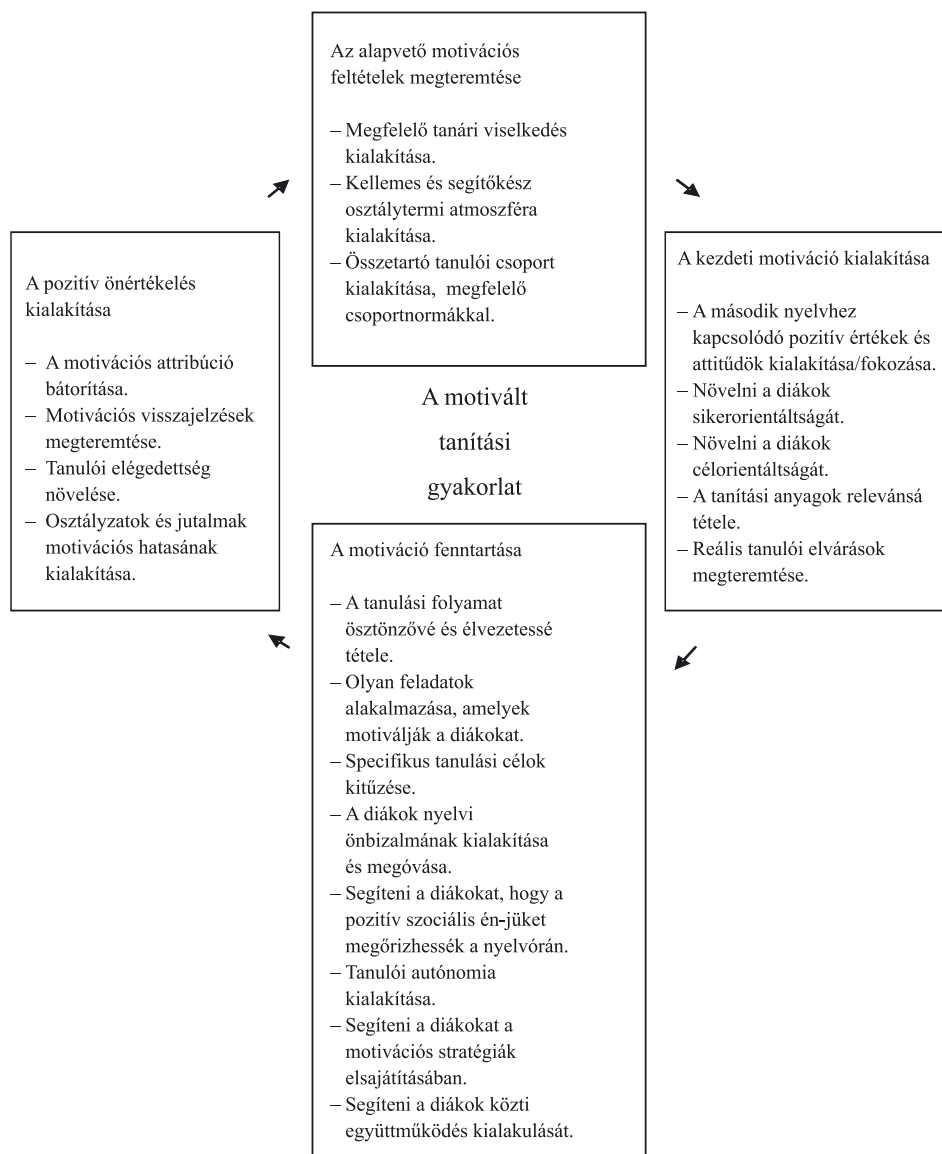 Az alapvető motivációs
feltételek megteremtése
– Megfelelő tanári viselkedés
kialakítása.
– Kellemes és segítőkész
osztálytermi atmoszféra
kialakítása.
– Összetartó tanulói csoport
kialakítása, megfelelő
csoportnormákkal.
A kezdeti motiváció kialakítása
– A második nyelvhez
kapcsolódó pozitív értékek és
attitűdök kialakítása/fokozása.
– Növelni a diákok
sikerorientáltságát.
– Növelni a diákok
célorientáltságát.
– A tanítási anyagok relevánsá
tétele.
– Reális tanulói elvárások
megteremtése.
A motiváció fenntartása
– A tanulási folyamat
ösztönzővé és élvezetessé
tétele.
– Olyan feladatok
alakalmazása, amelyek
motiválják a diákokat.
– Specifikus tanulási célok
kitűzése.
– A diákok nyelvi
önbizalmának kialakítása
és megóvása.
– Segíteni a diákokat, hogy a
pozitív szociális én-jüket
megőrizhessék a nyelvórán.
– Tanulói autónomia
kialakítása.
– Segíteni a diákokat a
motivációs stratégiák
elsajátításában.
– Segíteni a diákok közti
együttműködés kialakulását.
A pozitív önértékelés
kialakítása
– A motivációs attribúció
bátorítása.
– Motivációs visszajelzések
megteremtése.
– Tanulói elégedettség
növelése.
– Osztályzatok és jutalmak
motivációs hatasának
kialakítása.
A motivált
tanítási
gyakorlat